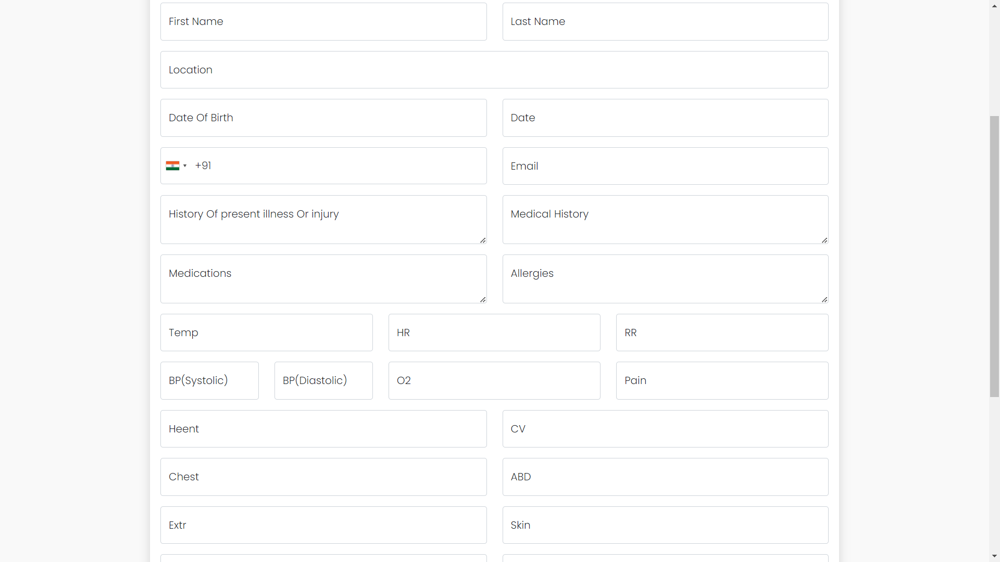 First Name
Last Name
Location
Date Of Birth
Date
+91
Email
History Of present illness Or injury
Medical History
Medications
Allergies
Temp
HR
RR
BP(Systolic)
BP(Diastolic)
O2
Pain
Heent
CV
Chest
ABD
Extr
Skin